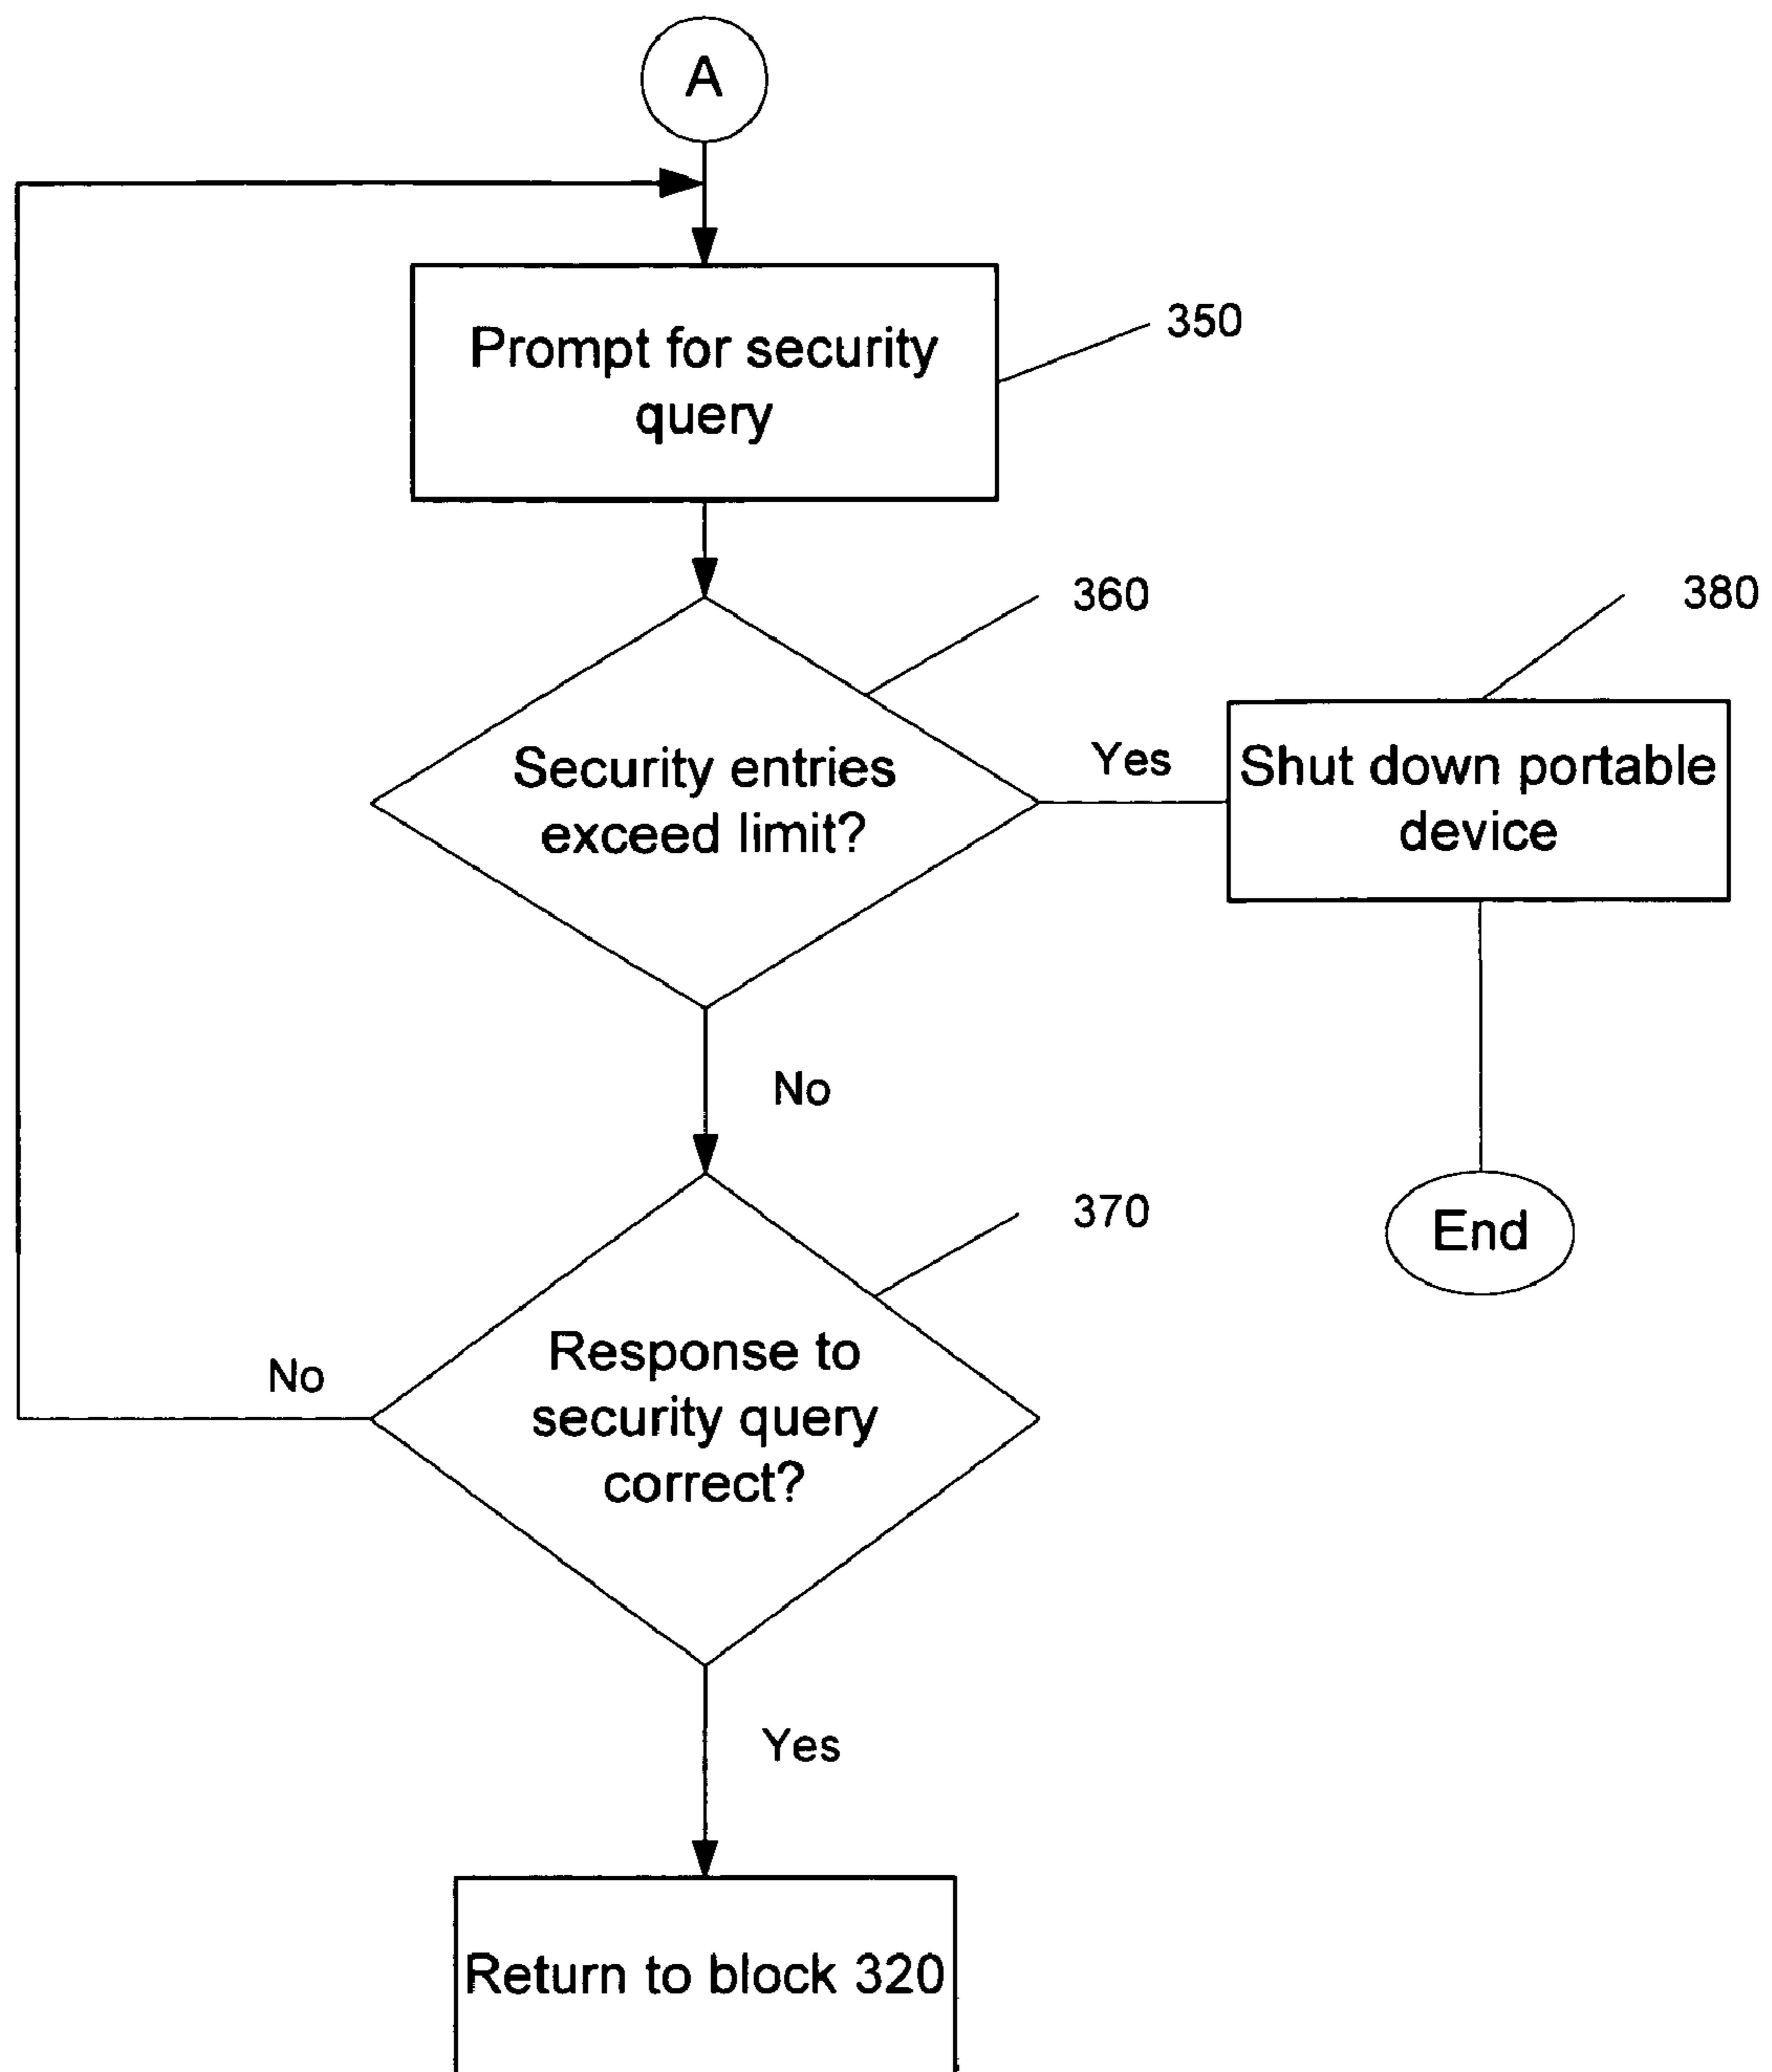 A
Prompt for security
query
350
360
380
Security entries
exceed limit?
Yes
Shut down portable
device
No
370
End
Response to
security query
correct?
No
Yes
Return to block 320